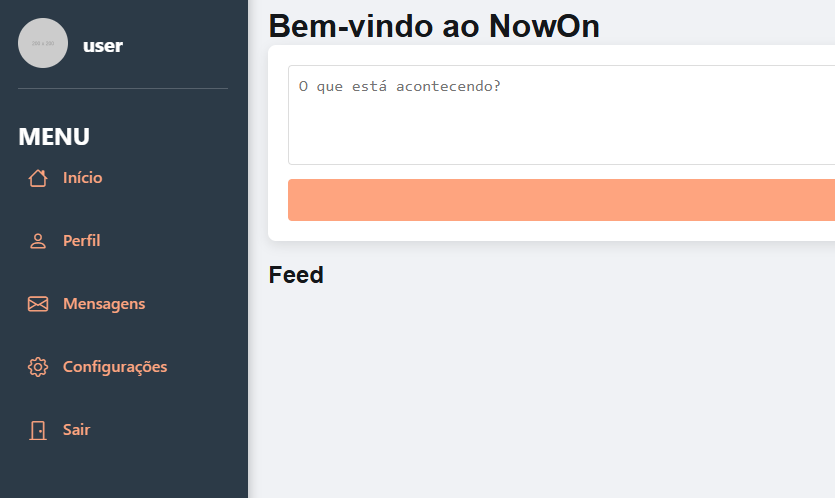 user
MENU
Início
Perfil
Mensagens
Configurações
Sair
Bem-vindo ao NowOn
O que está acontecendo?
Feed